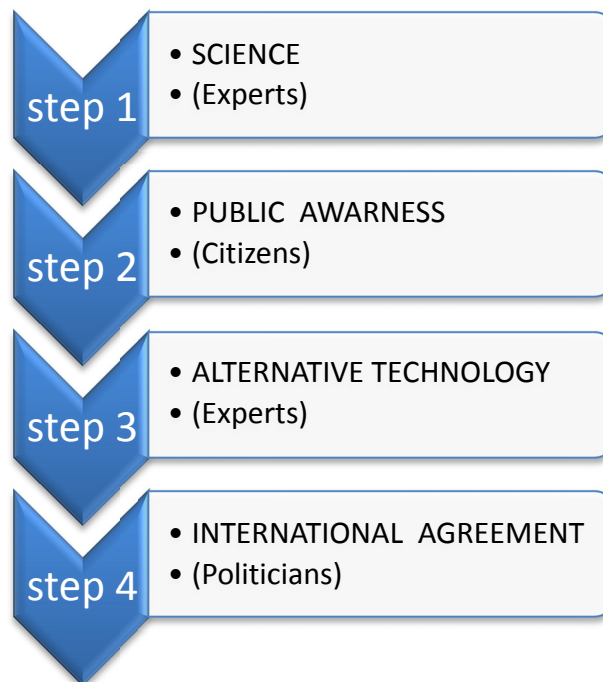 step 1
• SCIENCE
• (Experts)
step 2
• PUBLIC AWARNESS
• (Citizens)
step 3
• ALTERNATIVE TECHNOLOGY
• (Experts)
step 4
• INTERNATIONAL AGREEMENT
• (Politicians)